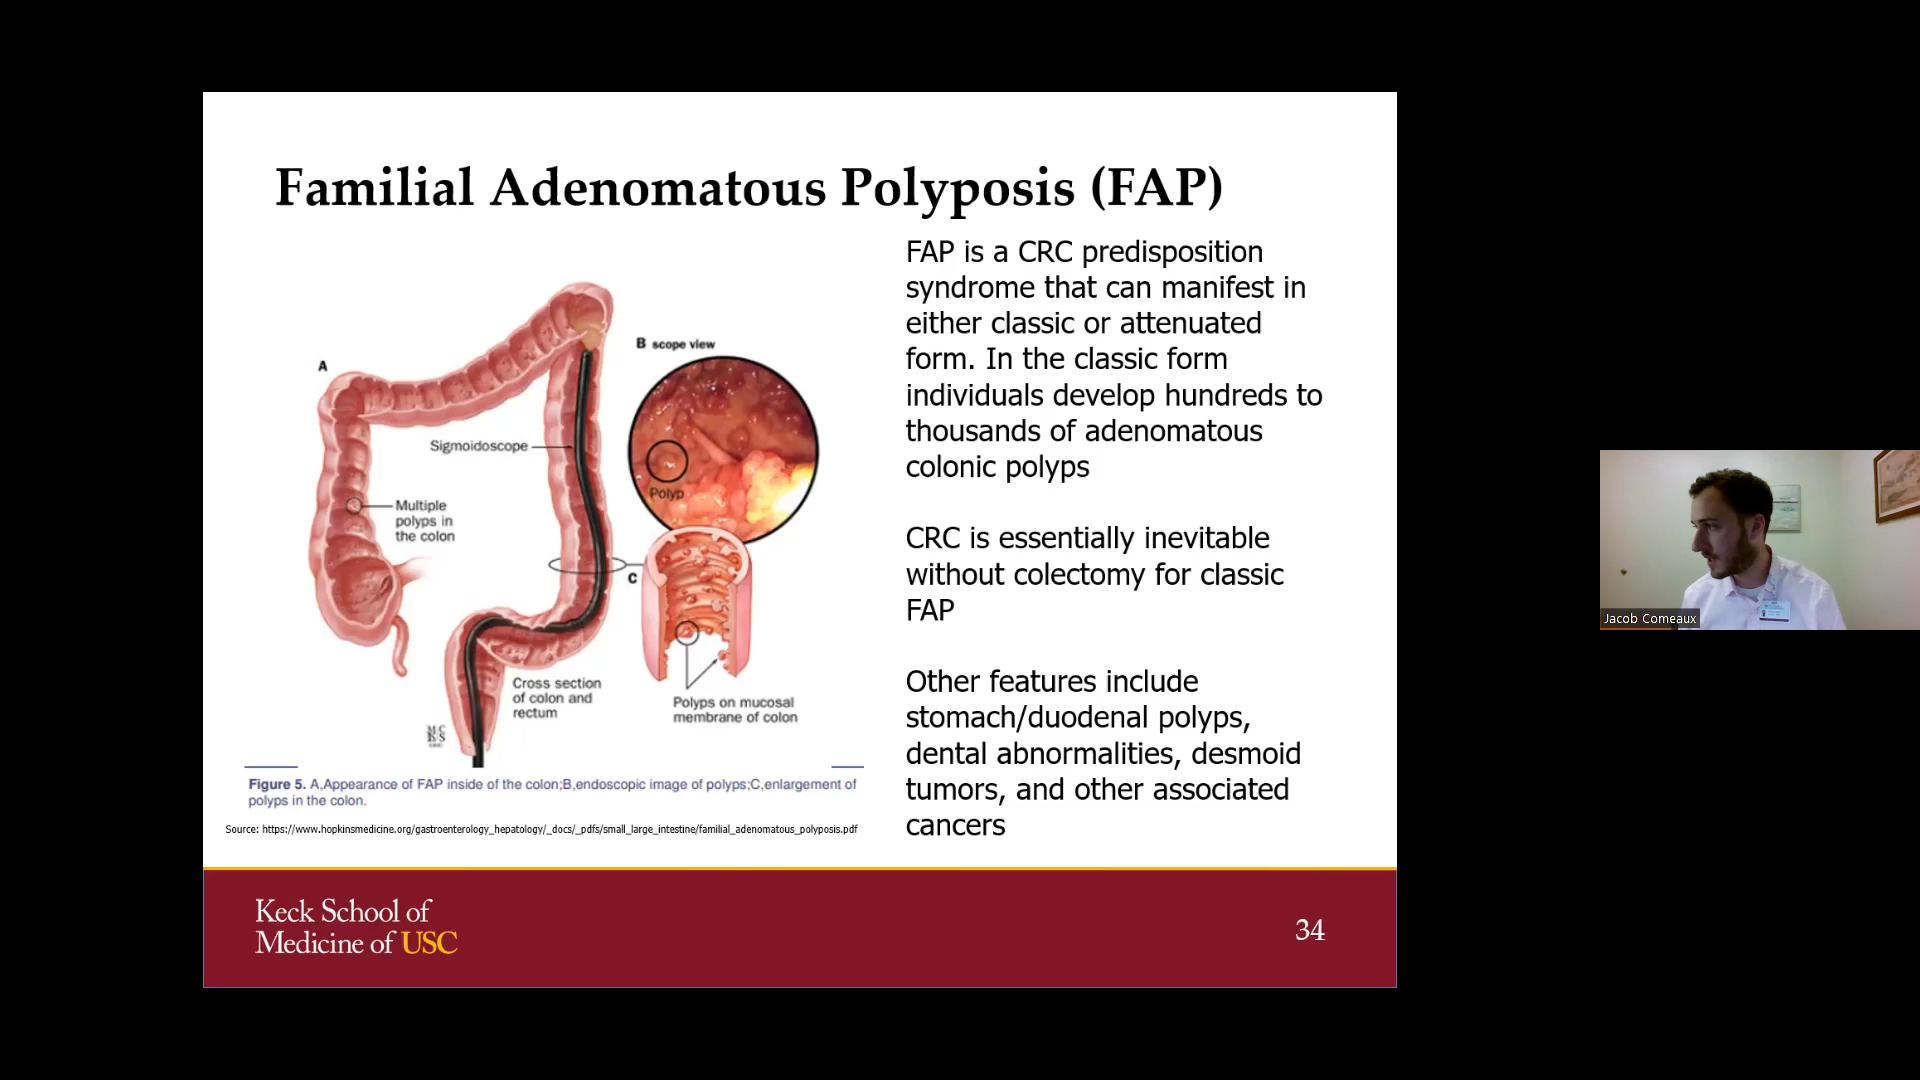 Familial Adenomatous Polyposis (FAP)
A
Sigmoidoscope
Multiple
polyps in
the colon
B scope view
Polyp
C
Cross section
of colon and
rectum
Polyps on mucosal
membrane of colon
Figure 5. A,Appearance of FAP inside of the colon;B,endoscopic image of polyps;C,enlargement of
polyps in the colon.
Source: https://www.hopkinsmedicine.org/gastroenterology_hepatology/_docs/_pdfs/small_large_intestine/familial_adenomatous_polyposis.pdf
FAP is a CRC predisposition
syndrome that can manifest in
either classic or attenuated
form. In the classic form
individuals develop hundreds to
thousands of adenomatous
colonic polyps
CRC is essentially inevitable
without colectomy for classic
FAP
Other features include
stomach/duodenal polyps,
dental abnormalities, desmoid
tumors, and other associated
cancers
Keck School of
Medicine of USC
34
Jacob Comeaux